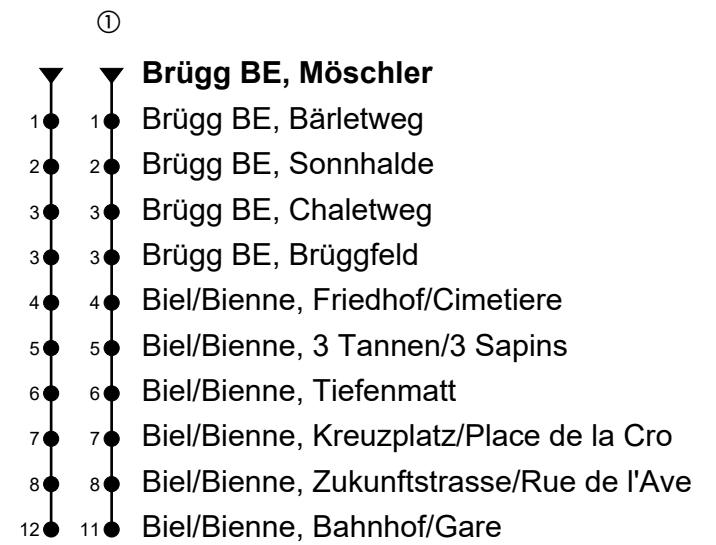 ①
Brügg BE, Möschler
1 1 Brügg BE, Bärletweg
2 2 Brügg BE, Sonnhalde
3 3 Brügg BE, Chaletweg
3 3 Brügg BE, Brüggfeld
4 4 Biel/Bienne, Friedhof/Cimetiere
5 5 Biel/Bienne, 3 Tannen/3 Sapins
6 6 Biel/Bienne, Tiefenmatt
7 7 Biel/Bienne, Kreuzplatz/Place de la Cro
8 8 Biel/Bienne, Zukunftstrasse/Rue de l'Ave
12 11 Biel/Bienne, Bahnhof/Gare